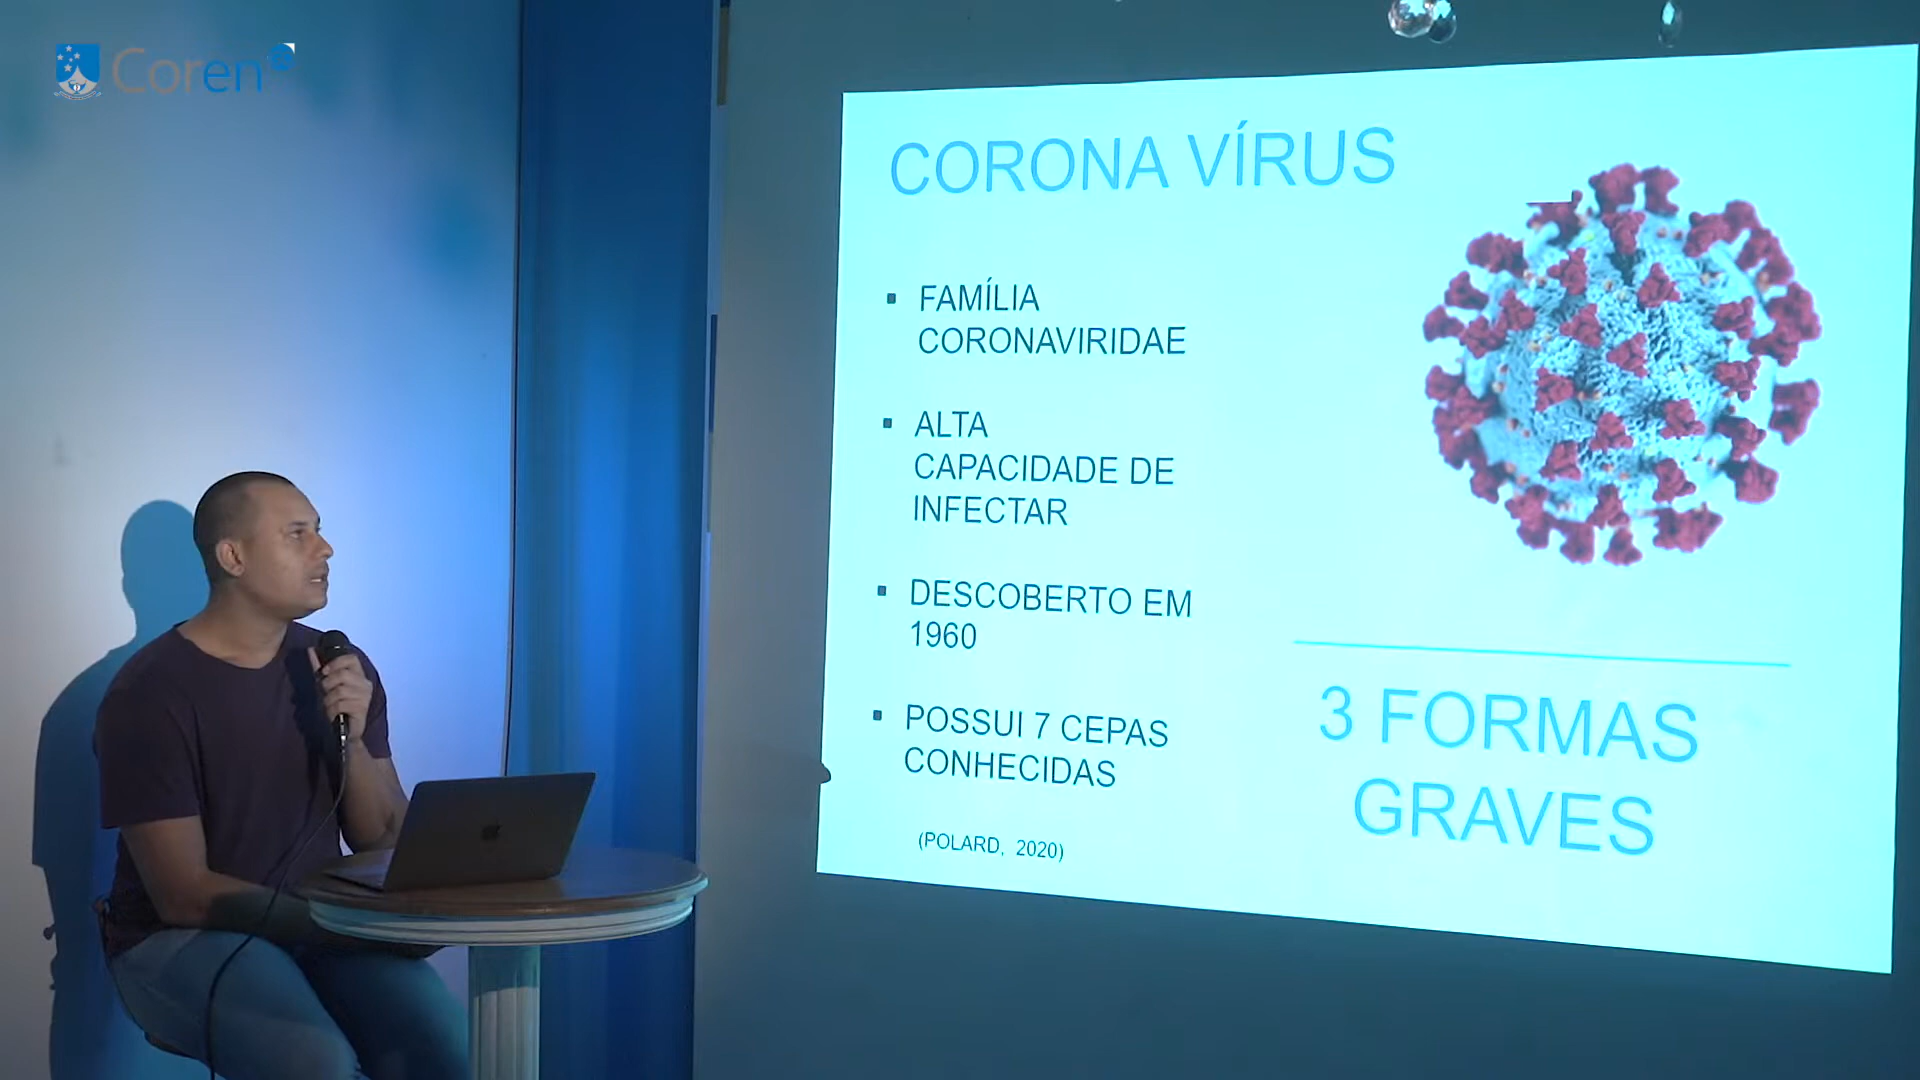 Coren
CORONA VÍRUS
▪ FAMÍLIA
CORONAVIRIDAE
▪ ALTA
CAPACIDADE DE
INFECTAR
▪ DESCOBERTO EM
1960
▪ POSSUI 7 CEPAS
CONHECIDAS
(POLARD, 2020)
3 FORMAS
GRAVES